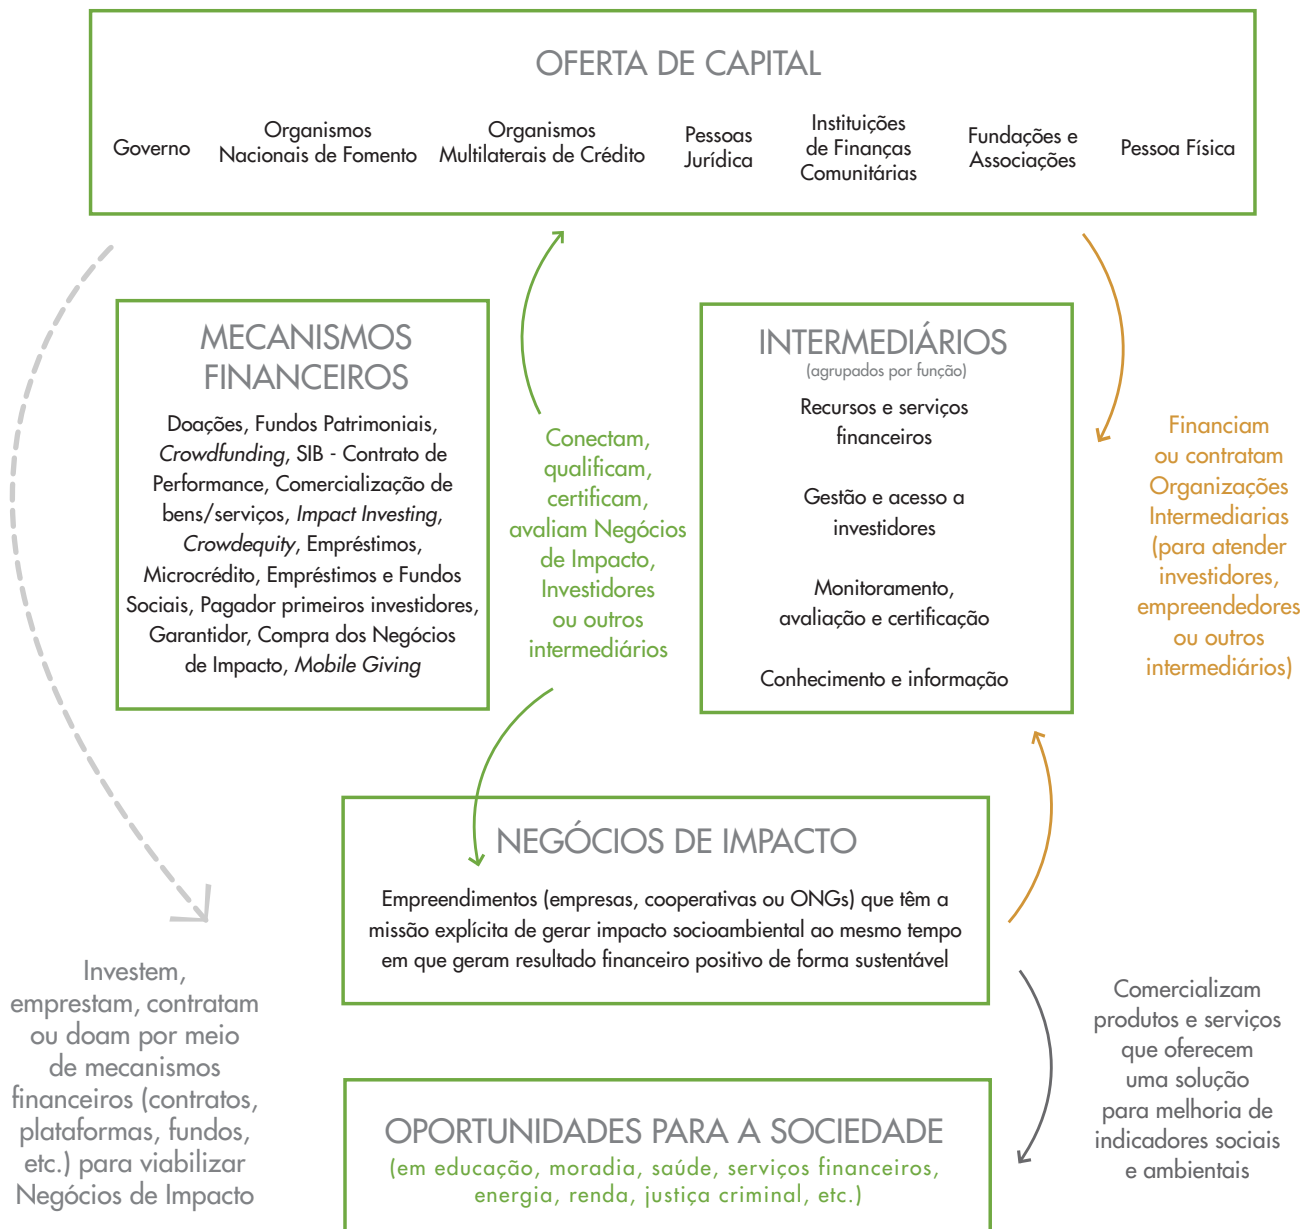 OFERTA DE CAPITAL
Governo
Organismos
Nacionais de Fomento
Organismos
Multilaterais de Crédito
Pessoas
Jurídica
Instituições
de Finanças
Comunitárias
Fundações e
Associações
Pessoa Física
MECANISMOS
FINANCEIROS
Doações, Fundos Patrimoniais,
Crowdfunding, SIB - Contrato de
Performance, Comercialização de
bens/serviços, Impact Investing,
Crowdequity, Empréstimos,
Microcrédito, Empréstimos e Fundos
Sociais, Pagador primeiros investidores,
Garantidor, Compra dos Negócios
de Impacto, Mobile Giving
Conectam,
qualificam,
certificam,
avaliam Negócios
de Impacto,
Investidores
ou outros
intermediários
INTERMEDIÁRIOS
(agrupados por função)
Recursos e serviços
financeiros
Gestão e acesso a
investidores
Monitoramento,
avaliação e certificação
Conhecimento e informação
Financiam
ou contratam
Organizações
Intermediarias
(para atender
investidores,
empreendedores
ou outros
intermediários)
NEGÓCIOS DE IMPACTO
Empreendimentos (empresas, cooperativas ou ONGs) que têm a
missão explícita de gerar impacto socioambiental ao mesmo tempo
em que geram resultado financeiro positivo de forma sustentável
Investem,
emprestam, contratam
ou doam por meio
de mecanismos
financeiros (contratos,
plataformas, fundos,
etc.) para viabilizar
Negócios de Impacto
Comercializam
produtos e serviços
que oferecem
uma solução
para melhoria de
indicadores sociais
e ambientais
OPORTUNIDADES PARA A SOCIEDADE
(em educação, moradia, saúde, serviços financeiros,
energia, renda, justiça criminal, etc.)